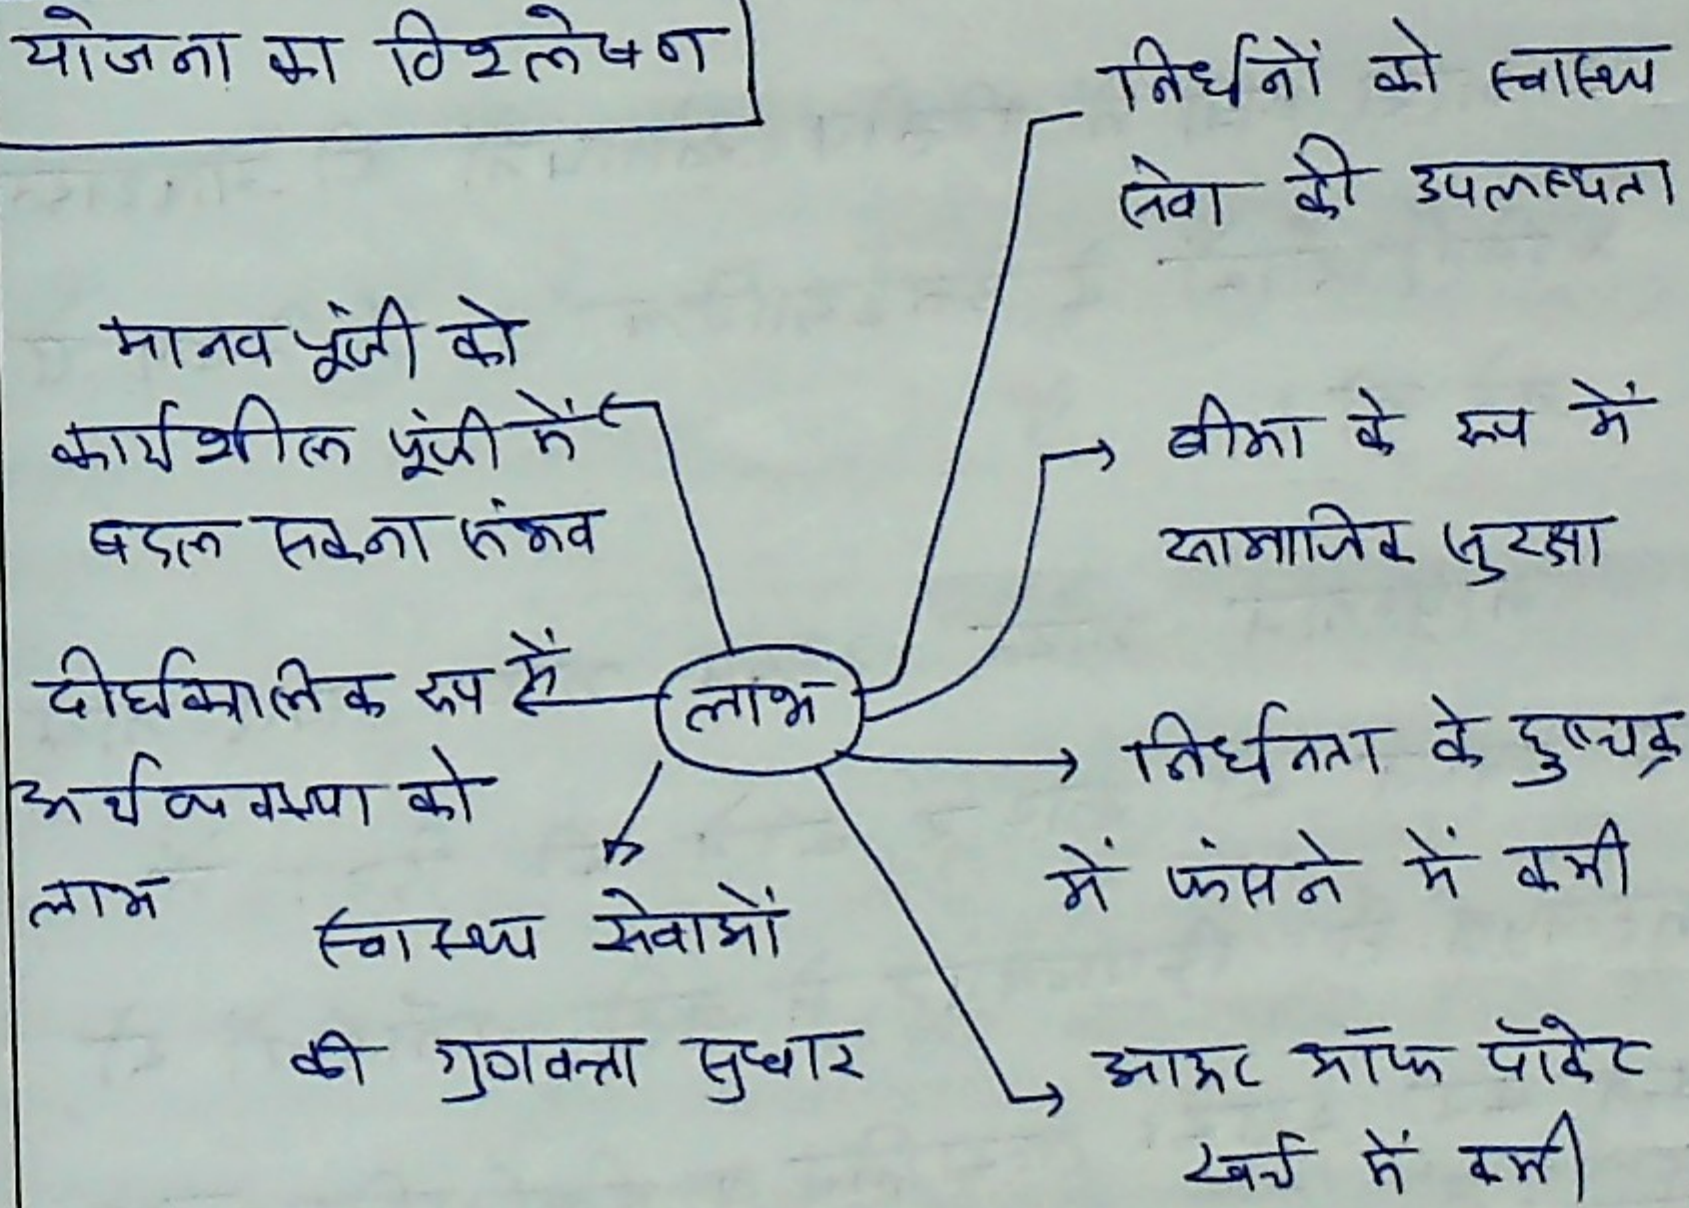 योजना का विश्लेषण
निर्धनों को स्वास्थ्य
सेवा की उपलब्धता
बीमा के रूप में
सामाजिक सुरक्षा
निर्धनता के दुष्चक्र
में फंसने में कमी
आउट ऑफ पॉकेट
खर्च में कमी
लाभ
मानव पूंजी को
कार्यशील पूंजी में
बदल सकना संभव
दीर्घकालिक रूप से
अर्थव्यवस्था को
लाभ
स्वास्थ्य सेवाओं
की गुणवत्ता सुधार